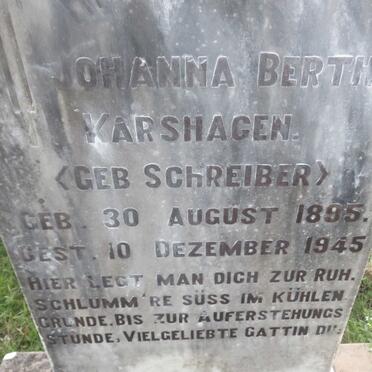 JOHANNA BERTH
KARSHAGEN.
<GEB SCHREIBER>
GEB. 30 AUGUST 1895.
GEST. 10 DEZEMBER 1945
HIER LEGT MAN DICH ZUR RUH.
SCHLUMM'RE SÜSS IM KÜHLEN
GRUNDE. BIS ZUR AUFERSTEHUNGS
STUNDE, VIELGELIEBTE GATTIN DU.